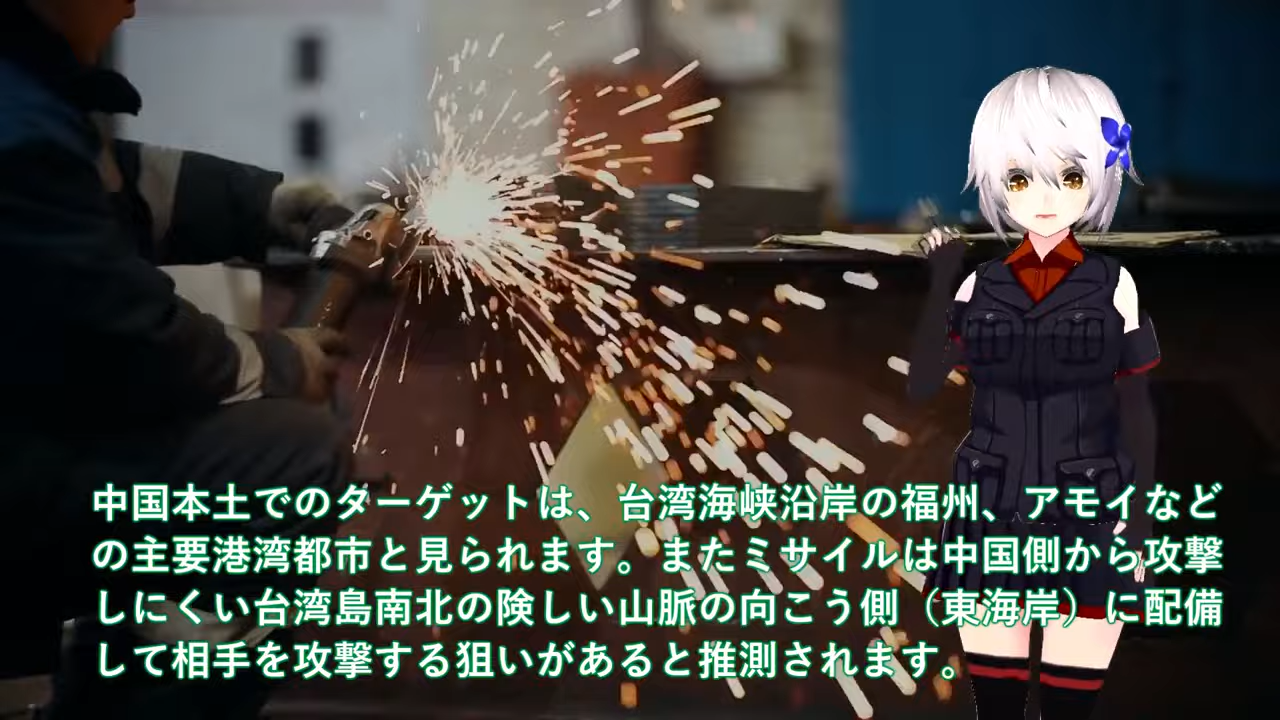 中国本土でのターゲットは、台湾海峡沿岸の福州、アモイなど
の主要港湾都市と見られます。またミサイルは中国側から攻撃
しにくい台湾島南北の険しい山脈の向こう側（東海岸）に配備
して相手を攻撃する狙いがあると推測されます。